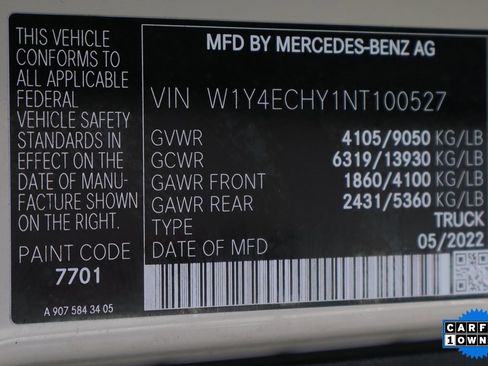 THIS VEHICLE
CONFORMS TO
ALL APPLICABLE
FEDERAL
VEHICLE SAFETY
STANDARDS IN
EFFECT ON THE
DATE OF MANU-
FACTURE SHOWN
ON THE RIGHT.
PAINT CODE
7701
A 907 584 34 05
MFD BY MERCEDES-BENZ AG
VIN W1Y4ECHY1NT100527
GVWR 4105/9050 KG/LB
GCWR 6319/13930 KG/LB
GAWR FRONT 1860/4100 KG/LB
GAWR REAR 2431/5360 KG/LB
TYPE TRUCK
DATE OF MFD 05/2022
CARF
1 OWN